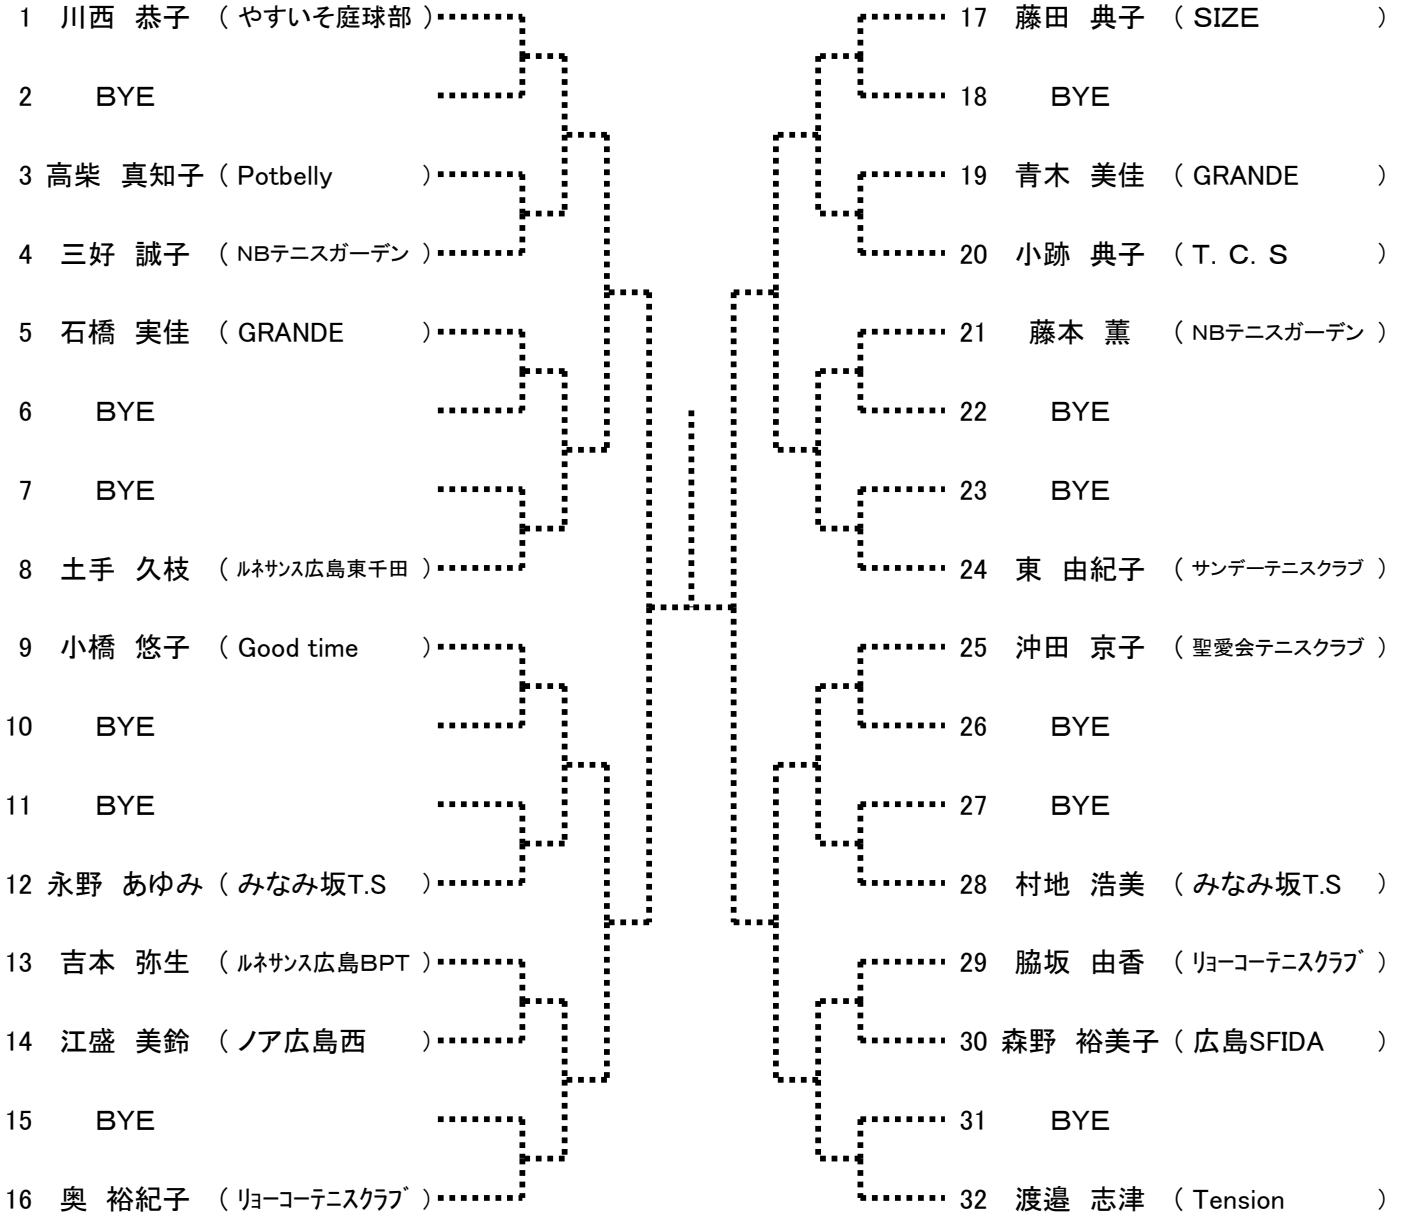 1 川西 恭子 ( やすいそ庭球部 )
2 BYE
3 高柴 真知子 ( Potbelly )
4 三好 誠子 ( NBテニスガーデン )
5 石橋 実佳 ( GRANDE )
6 BYE
7 BYE
8 土手 久枝 ( ﾙﾈｻﾝｽ広島東千田 )
9 小橋 悠子 ( Good time )
10 BYE
11 BYE
12 永野 あゆみ ( みなみ坂T.S )
13 吉本 弥生 ( ﾙﾈｻﾝｽ広島BPT )
14 江盛 美鈴 ( ノア広島西 )
15 BYE
16 奥 裕紀子 ( ﾘｮｰｺｰﾃﾆｽｸﾗﾌﾞ )
17 藤田 典子 ( SIZE )
18 BYE
19 青木 美佳 ( GRANDE )
20 小跡 典子 ( T．C．S )
21 藤本 薫 ( NBテニスガーデン )
22 BYE
23 BYE
24 東 由紀子 ( サンデーテニスクラブ )
25 沖田 京子 ( 聖愛会テニスクラブ )
26 BYE
27 BYE
28 村地 浩美 ( みなみ坂T.S )
29 脇坂 由香 ( ﾘｮｰｺｰﾃﾆｽｸﾗﾌﾞ )
30 森野 裕美子 ( 広島SFIDA )
31 BYE
32 渡邉 志津 ( Tension )